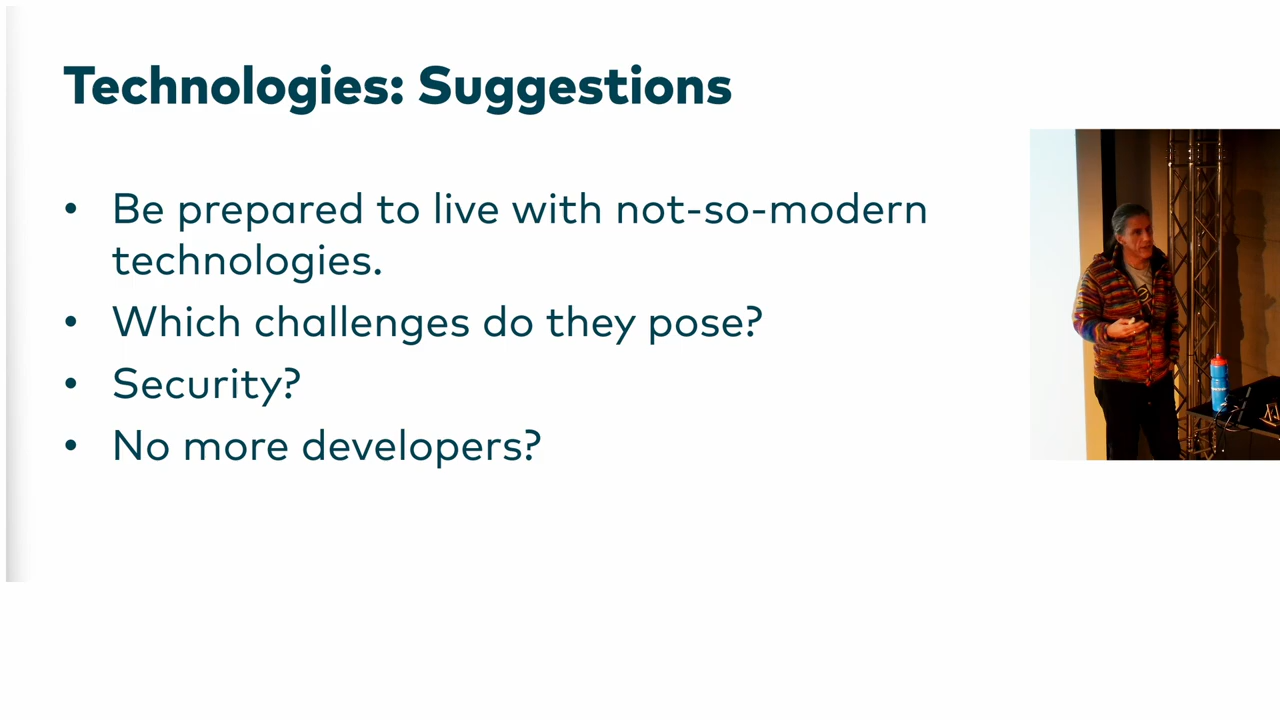 Technologies: Suggestions
• Be prepared to live with not-so-modern
technologies.
• Which challenges do they pose?
• Security?
• No more developers?